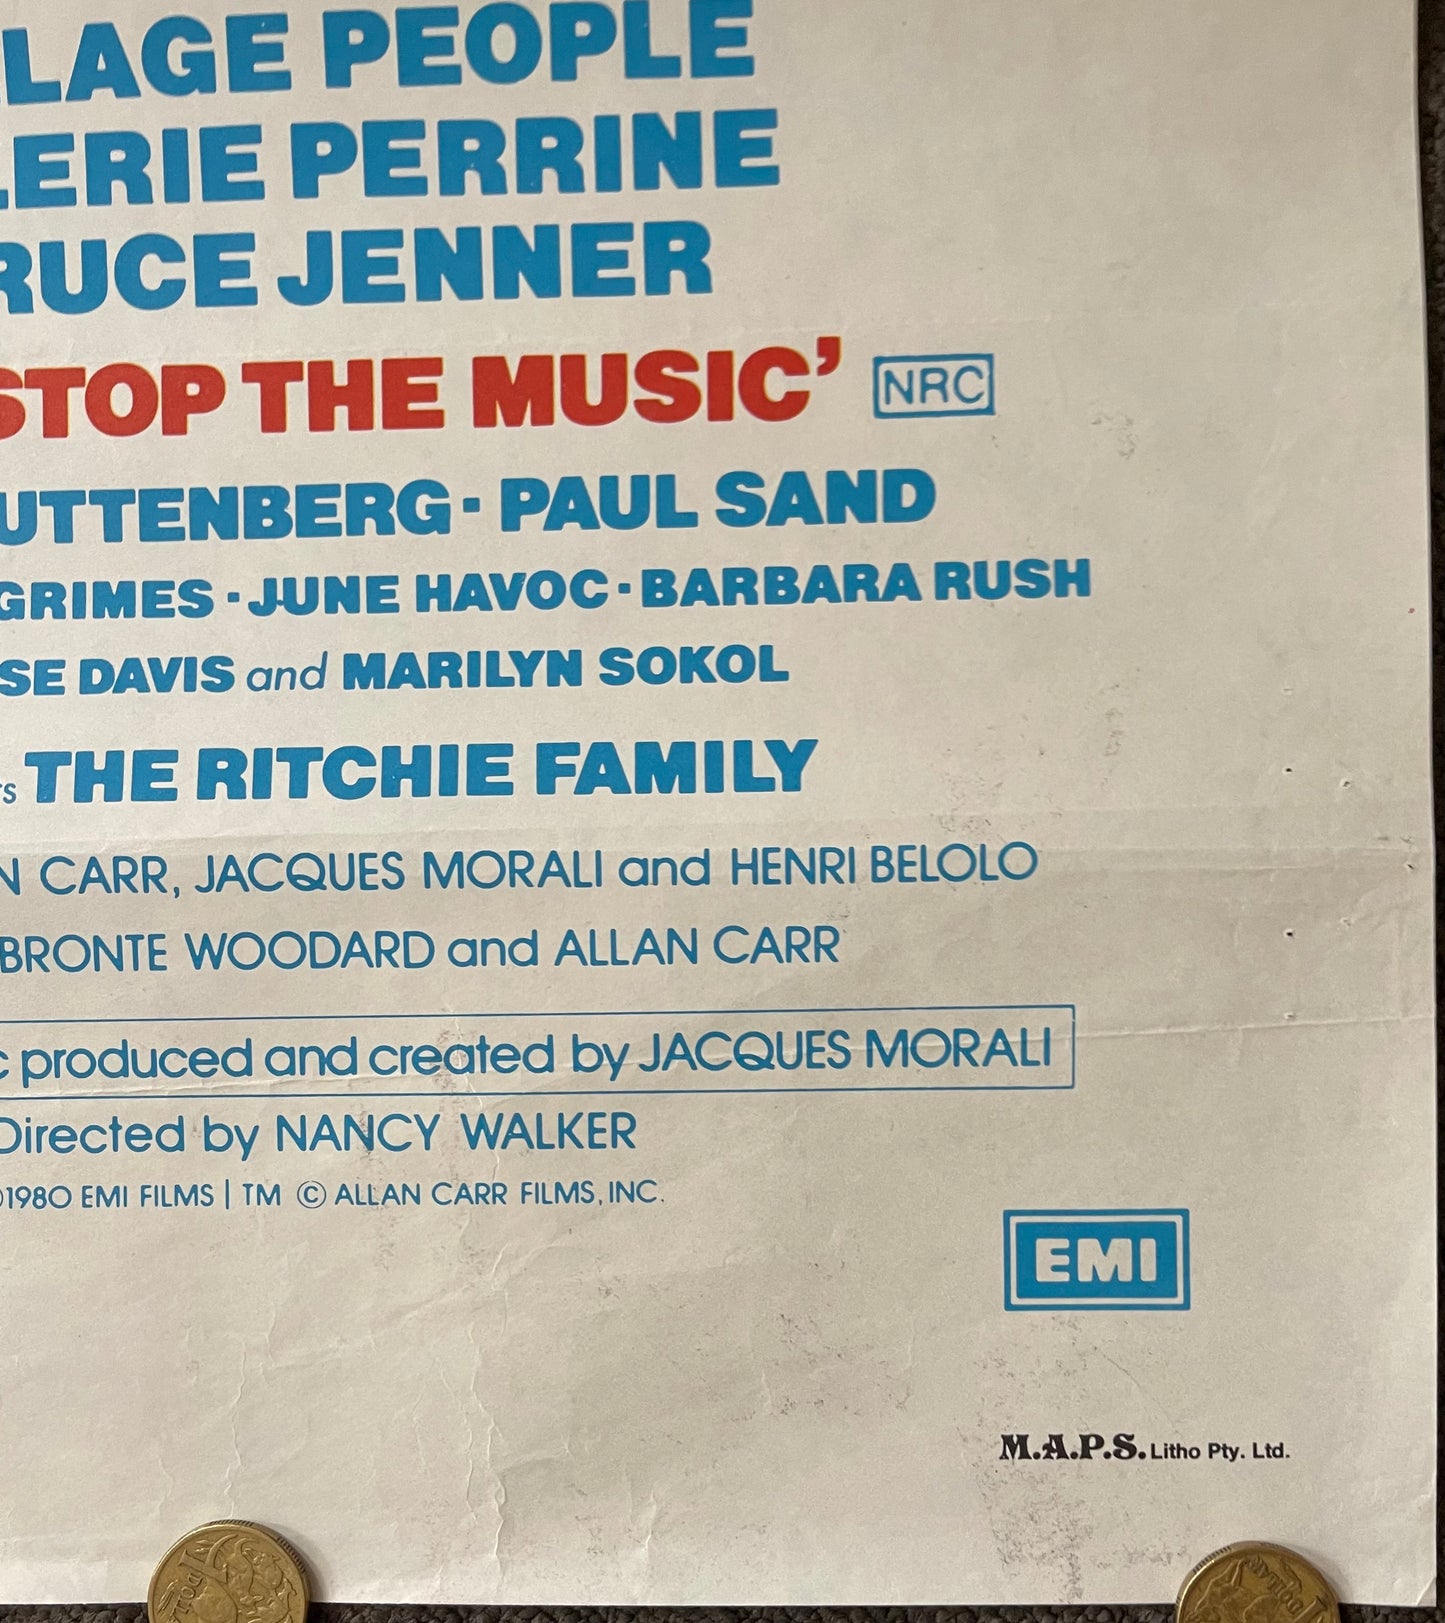 LAGE PEOPLE
ERIE PERRINE
RUCE JENNER
STOP THE MUSIC' NRC
UTTENBERG · PAUL SAND
GRIMES · JUNE HAVOC · BARBARA RUSH
SE DAVIS and MARILYN SOKOL
rs THE RITCHIE FAMILY
N CARR, JACQUES MORALI and HENRI BELOLO
BRONTE WOODARD and ALLAN CARR
c produced and created by JACQUES MORALI
Directed by NANCY WALKER
©1980 EMI FILMS | TM © ALLAN CARR FILMS, INC.
EMI
M.A.P.S. Litho Pty. Ltd.